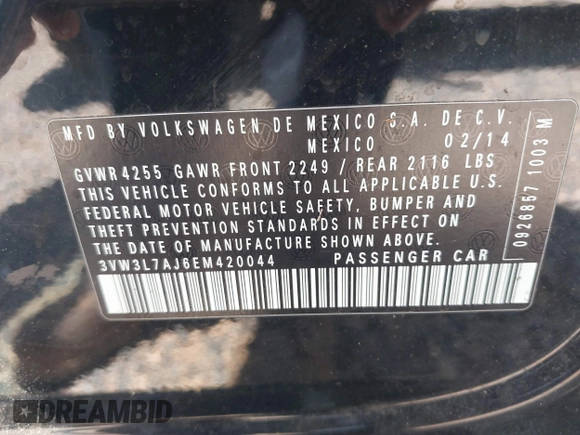 MFD BY VOLKSWAGEN DE MEXICO S.A. DE C.V.
MEXICO 02/14
GVWR 4255 GAWR FRONT 2249 / REAR 2116 LBS
THIS VEHICLE CONFORMS TO ALL APPLICABLE U.S.
FEDERAL MOTOR VEHICLE SAFETY, BUMPER AND
THEFT PREVENTION STANDARDS IN EFFECT ON
THE DATE OF MANUFACTURE SHOWN ABOVE.
3VW3L7AJ6EM420044 PASSENGER CAR
0926857 1003 M
DREAMBID